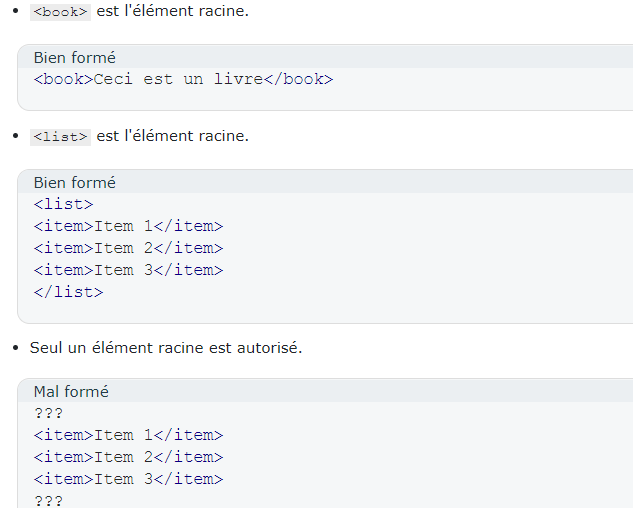 <book> est l'élément racine.
Bien formé
<book>Ceci est un livre</book>
<list> est l'élément racine.
Bien formé
<list>
<item>Item 1</item>
<item>Item 2</item>
<item>Item 3</item>
</list>
Seul un élément racine est autorisé.
Mal formé
???
<item>Item 1</item>
<item>Item 2</item>
<item>Item 3</item>
???